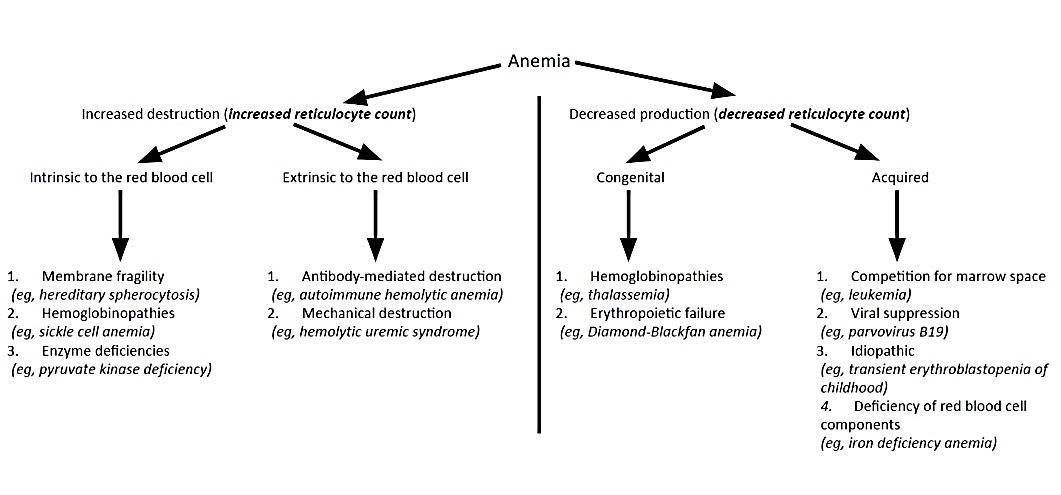 Anemia
Increased destruction (increased reticulocyte count)
Decreased production (decreased reticulocyte count)
Intrinsic to the red blood cell
Extrinsic to the red blood cell
Congenital
Acquired
1. Membrane fragility
(eg, hereditary spherocytosis)
2. Hemoglobinopathies
(eg, sickle cell anemia)
3. Enzyme deficiencies
(eg, pyruvate kinase deficiency)
1. Antibody-mediated destruction
(eg, autoimmune hemolytic anemia)
2. Mechanical destruction
(eg, hemolytic uremic syndrome)
1. Hemoglobinopathies
(eg, thalassemia)
2. Erythropoietic failure
(eg, Diamond-Blackfan anemia)
1. Competition for marrow space
(eg, leukemia)
2. Viral suppression
(eg, parvovirus B19)
3. Idiopathic
(eg, transient erythroblastopenia of
childhood)
4. Deficiency of red blood cell
components
(eg, iron deficiency anemia)